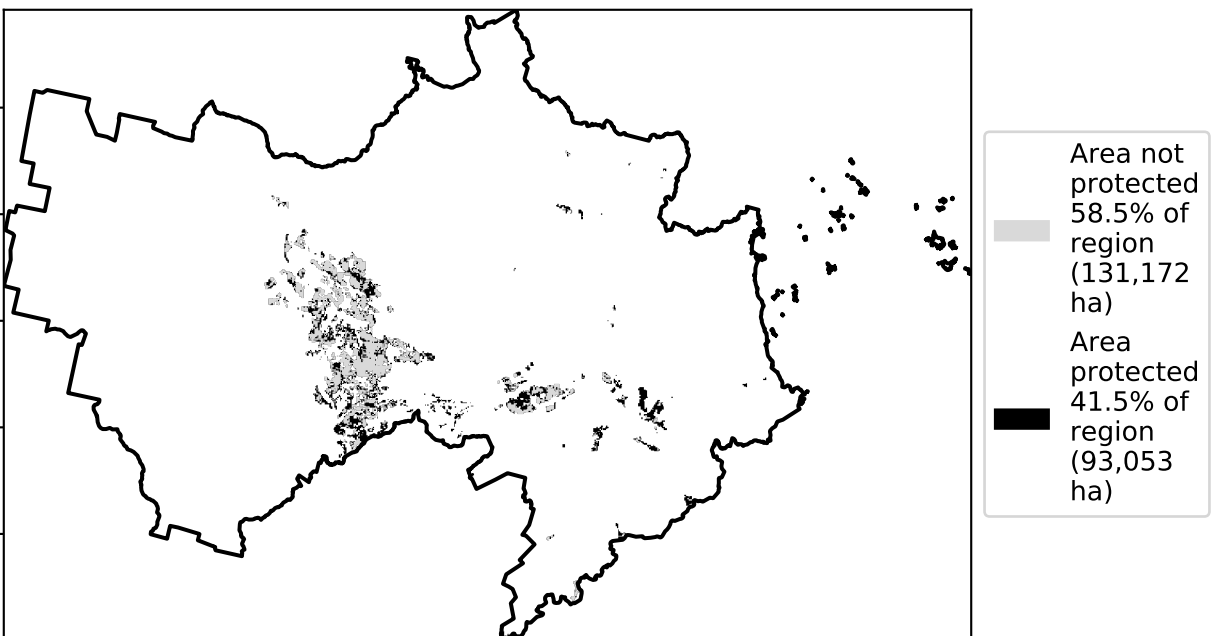 Area not
protected
58.5% of
region
(131,172
ha)
Area
protected
41.5% of
region
(93,053
ha)